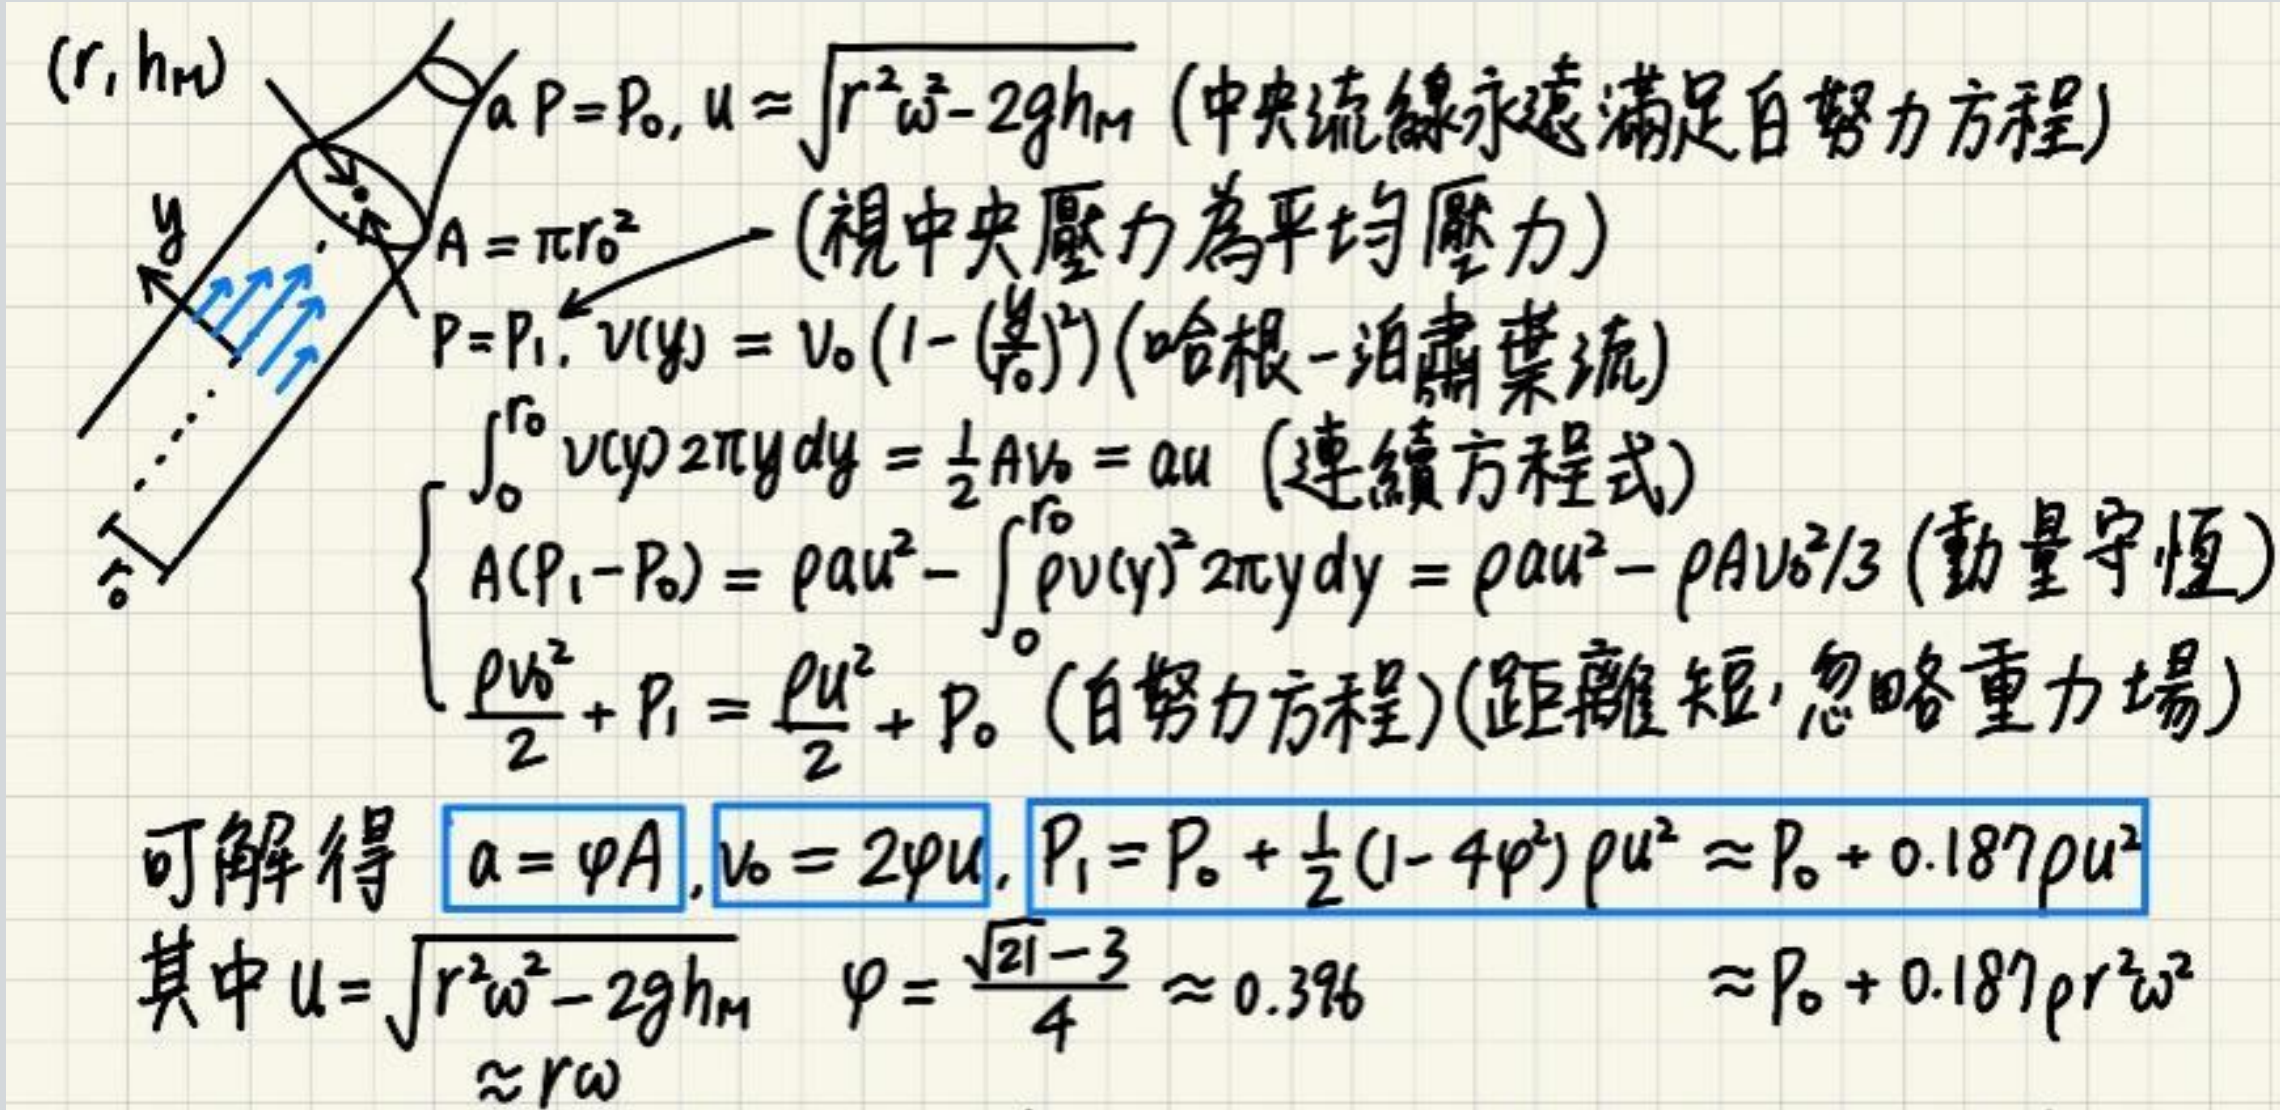 (r, hM)
a P = P₀, u ≈ √(r²ω² - 2ghM) (中央流線永遠滿足白努力方程)
y
A = πr₀² (視中央壓力為平均壓力)
P = P₁, v(y) = v₀(1 - (y/r₀)²) (哈根-泊肅葉流)
∫₀^r₀ v(y) 2πy dy = ½Av₀ = au (連續方程式)
A(P₁ - P₀) = ρau² - ∫₀^r₀ ρv(y)² 2πy dy = ρau² - ρAv₀²/3 (動量守恆)
r₀
ρv₀²/2 + P₁ = ρu²/2 + P₀ (白努力方程)(距離短,忽略重力場)
可解得 a = φA, v₀ = 2φu, P₁ = P₀ + ½(1 - 4φ²)ρu² ≈ P₀ + 0.187ρu²
其中 u = √(r²ω² - 2ghM) φ = (√21 - 3)/4 ≈ 0.396 ≈ P₀ + 0.187ρr²ω²
≈ rω